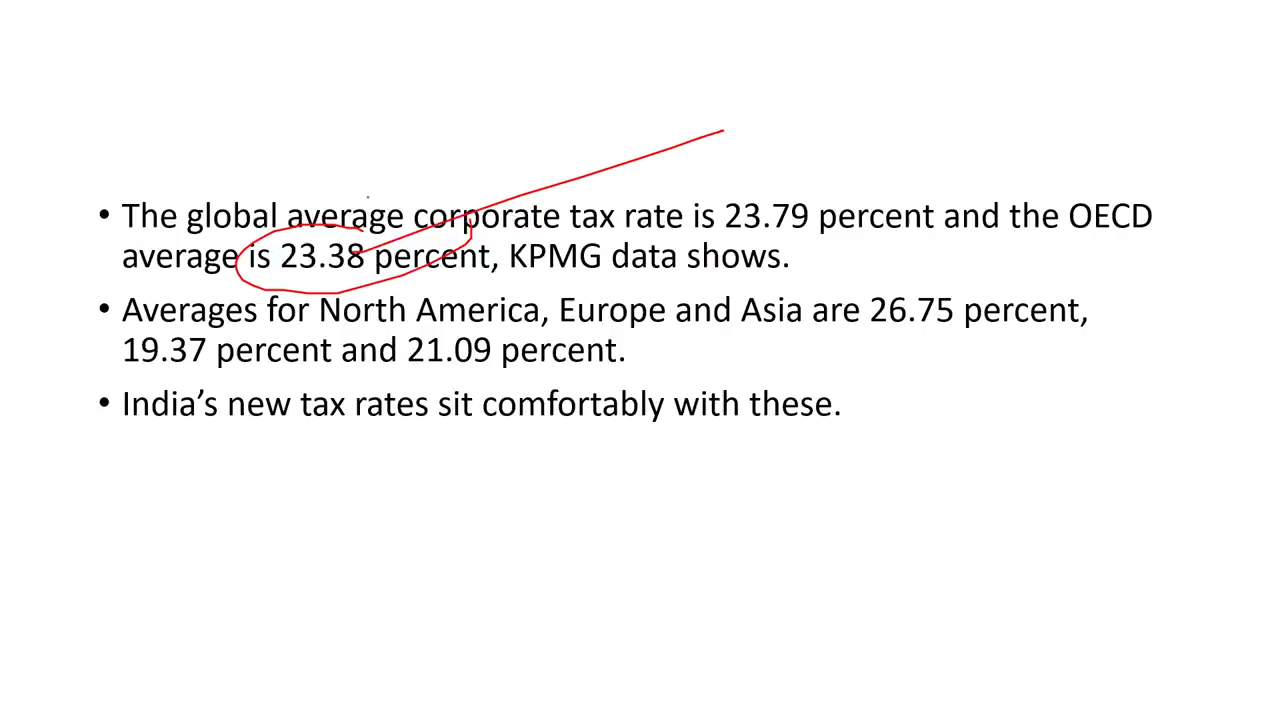 • The global average corporate tax rate is 23.79 percent and the OECD
average is 23.38 percent, KPMG data shows.
• Averages for North America, Europe and Asia are 26.75 percent,
19.37 percent and 21.09 percent.
• India’s new tax rates sit comfortably with these.